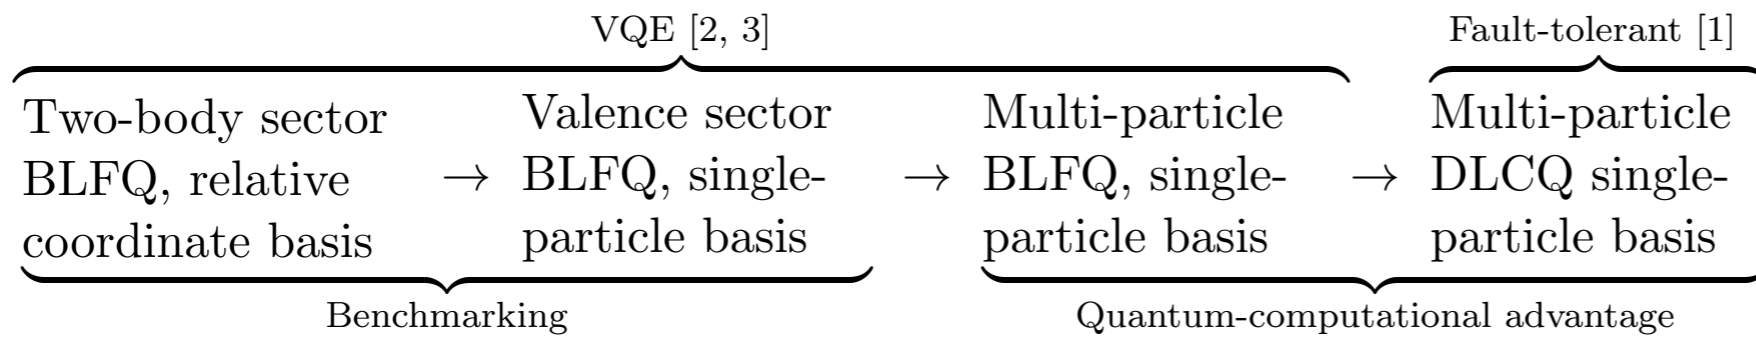 VQE [2, 3]
Fault-tolerant [1]
Two-body sector
BLFQ, relative
coordinate basis
→
Valence sector
BLFQ, single-
particle basis
→
Multi-particle
BLFQ, single-
particle basis
→
Multi-particle
DLCQ single-
particle basis
Benchmarking
Quantum-computational advantage